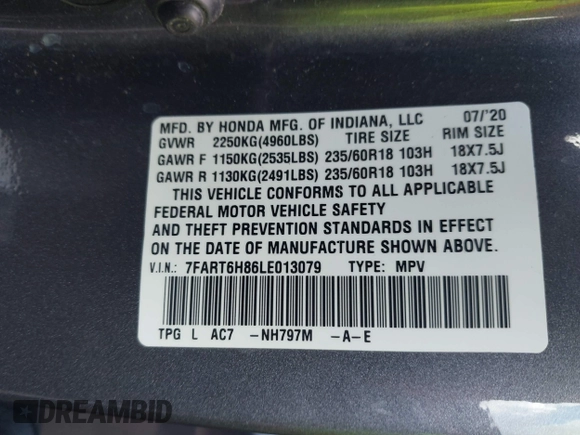 MFD. BY HONDA MFG. OF INDIANA, LLC 07/'20
GVWR 2250KG(4960LBS) TIRE SIZE RIM SIZE
GAWR F 1150KG(2535LBS) 235/60R18 103H 18X7.5J
GAWR R 1130KG(2491LBS) 235/60R18 103H 18X7.5J
THIS VEHICLE CONFORMS TO ALL APPLICABLE
FEDERAL MOTOR VEHICLE SAFETY
AND THEFT PREVENTION STANDARDS IN EFFECT
ON THE DATE OF MANUFACTURE SHOWN ABOVE.
V.I.N.: 7FART6H86LE013079 TYPE: MPV
TPG L AC7 -NH797M -A-E
DREAMBID